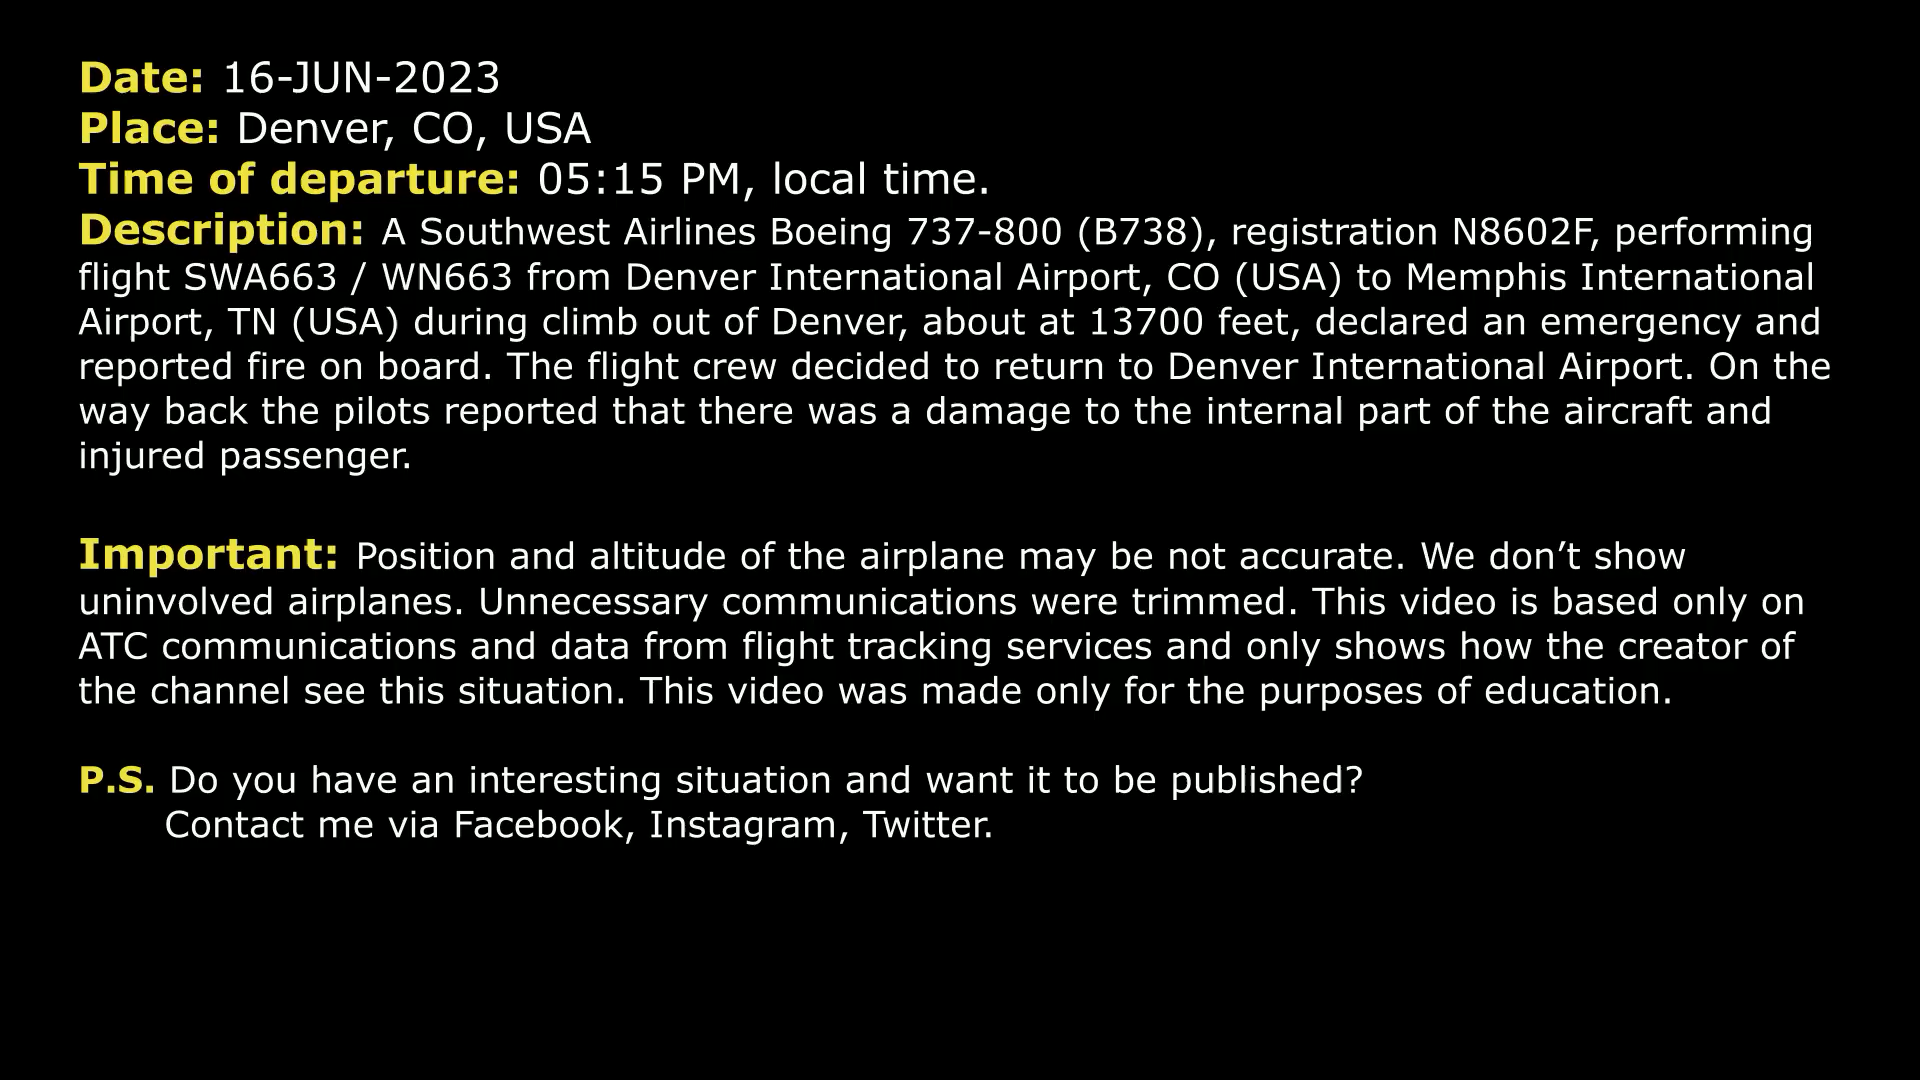 Date: 16-JUN-2023
Place: Denver, CO, USA
Time of departure: 05:15 PM, local time.
Description: A Southwest Airlines Boeing 737-800 (B738), registration N8602F, performing
flight SWA663 / WN663 from Denver International Airport, CO (USA) to Memphis International
Airport, TN (USA) during climb out of Denver, about at 13700 feet, declared an emergency and
reported fire on board. The flight crew decided to return to Denver International Airport. On the
way back the pilots reported that there was a damage to the internal part of the aircraft and
injured passenger.
Important: Position and altitude of the airplane may be not accurate. We don’t show
uninvolved airplanes. Unnecessary communications were trimmed. This video is based only on
ATC communications and data from flight tracking services and only shows how the creator of
the channel see this situation. This video was made only for the purposes of education.
P.S. Do you have an interesting situation and want it to be published?
Contact me via Facebook, Instagram, Twitter.